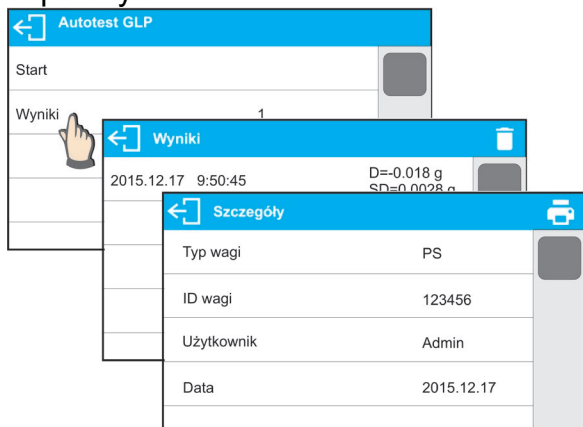 Autotest GLP
Start
Wyniki 1
Wyniki
2015.12.17 9:50:45 D=-0.018 g
SD=0.0028 g
Szczegóły
Typ wagi PS
ID wagi 123456
Użytkownik Admin
Data 2015.12.17